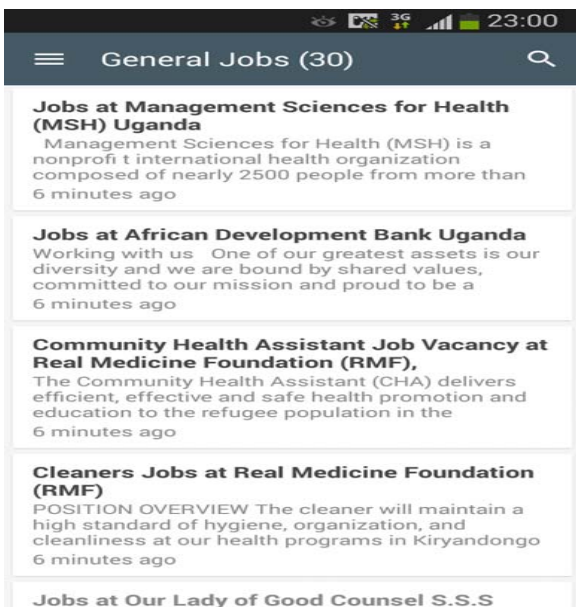 3G 23:00
General Jobs (30)
Jobs at Management Sciences for Health
(MSH) Uganda
Management Sciences for Health (MSH) is a
nonprofi t international health organization
composed of nearly 2500 people from more than
6 minutes ago
Jobs at African Development Bank Uganda
Working with us One of our greatest assets is our
diversity and we are bound by shared values,
committed to our mission and proud to be a
6 minutes ago
Community Health Assistant Job Vacancy at
Real Medicine Foundation (RMF),
The Community Health Assistant (CHA) delivers
efficient, effective and safe health promotion and
education to the refugee population in the
6 minutes ago
Cleaners Jobs at Real Medicine Foundation
(RMF)
POSITION OVERVIEW The cleaner will maintain a
high standard of hygiene, organization, and
cleanliness at our health programs in Kiryandongo
6 minutes ago
Jobs at Our Lady of Good Counsel S.S.S